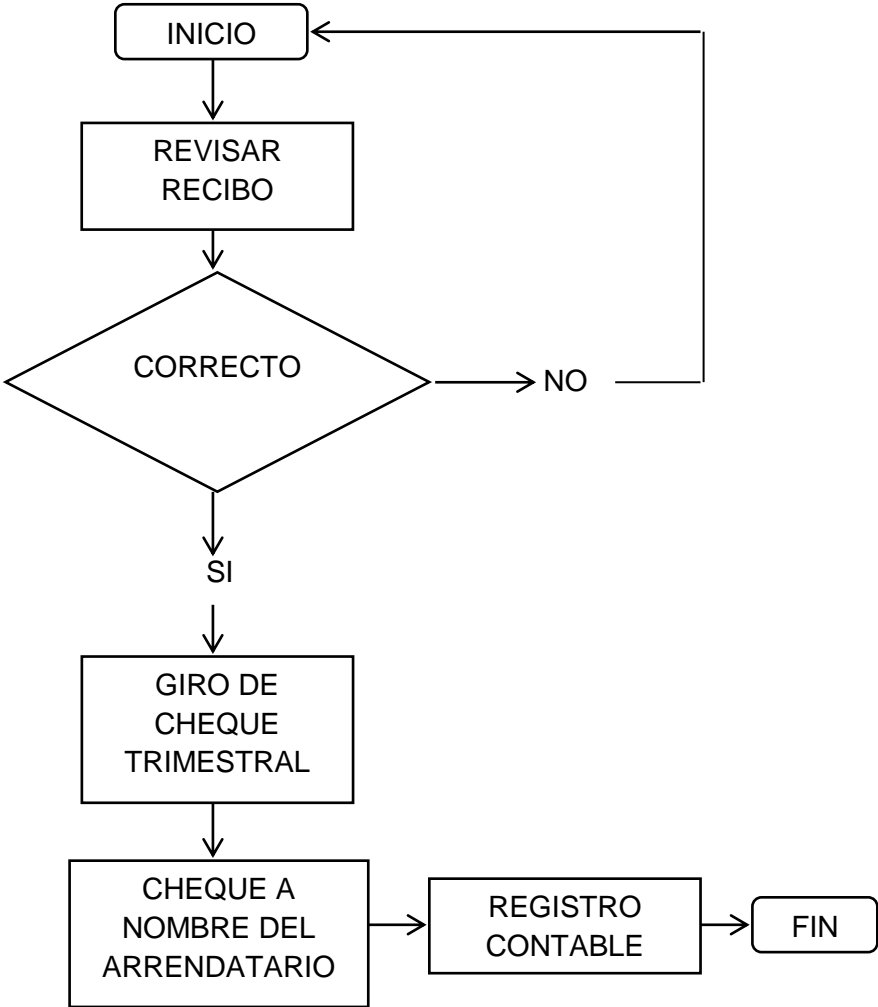 INICIO
REVISAR
RECIBO
CORRECTO
NO
SI
GIRO DE
CHEQUE
TRIMESTRAL
CHEQUE A
NOMBRE DEL
ARRENDATARIO
REGISTRO
CONTABLE
FIN